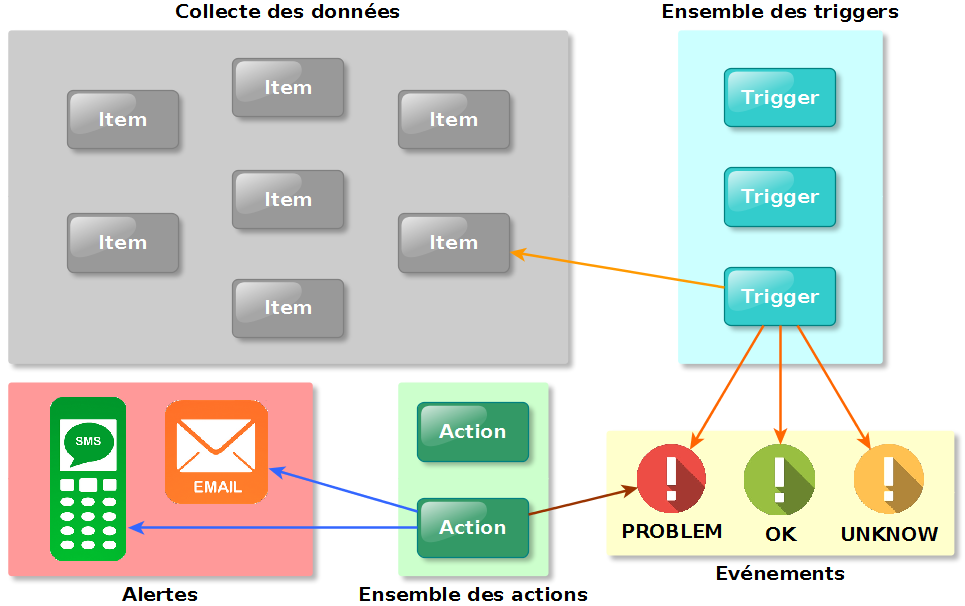 Collecte des données
Ensemble des triggers
Item
Item
Item
Item
Item
Item
Item
Trigger
Trigger
Trigger
SMS
EMAIL
Action
Action
PROBLEM
OK
UNKNOW
Alertes
Ensemble des actions
Evénements